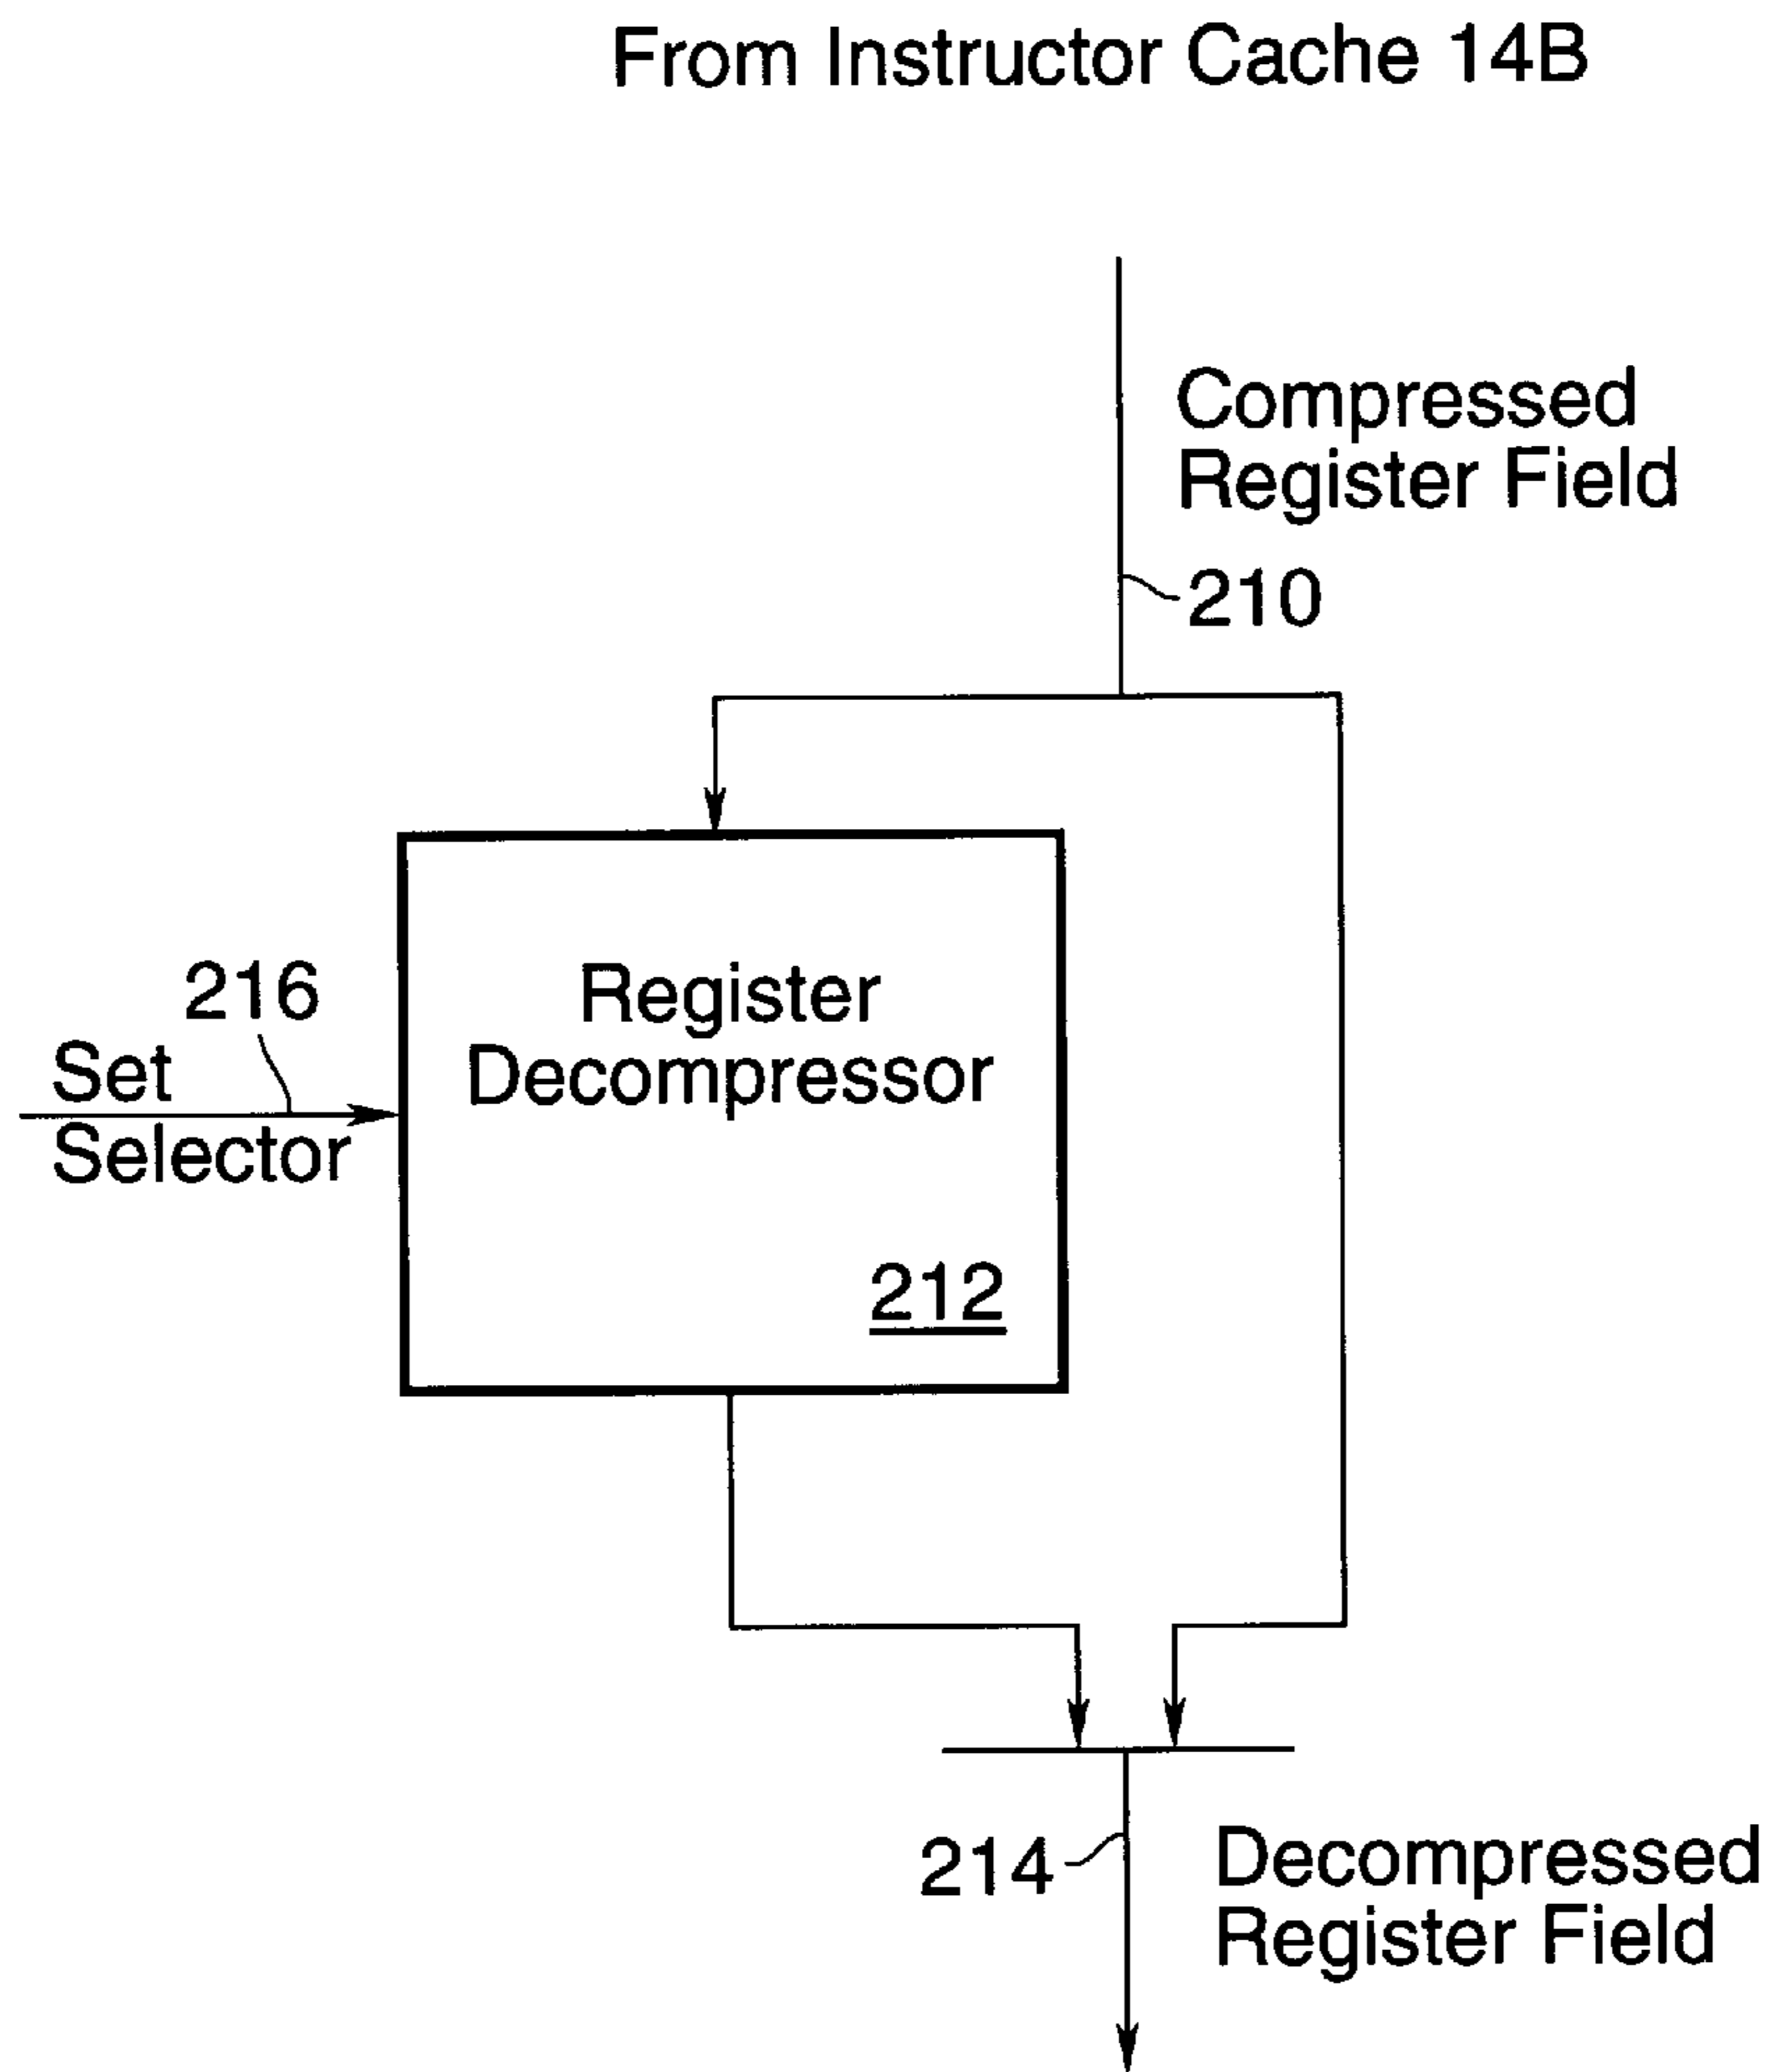 From Instructor Cache 14B
Compressed
Register Field
210
216
Set
Selector
Register
Decompressor
212
214
Decompressed
Register Field